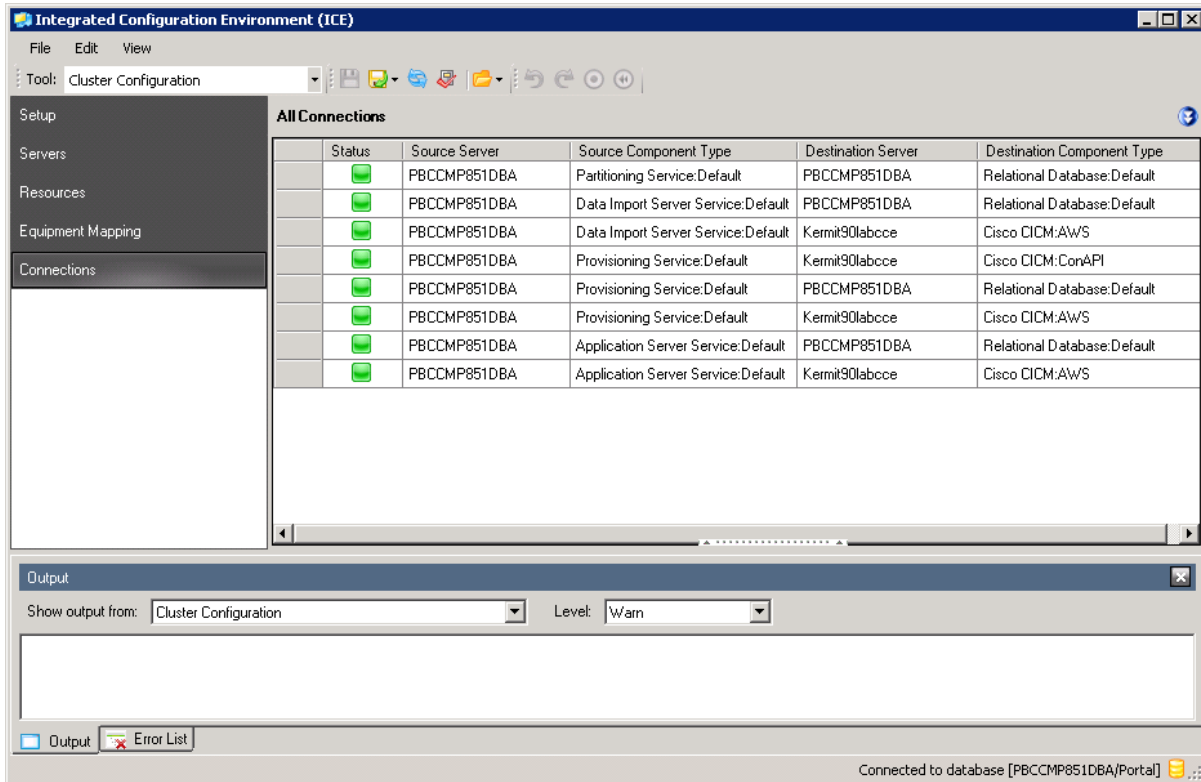 Integrated Configuration Environment (ICE)
File Edit View
Tool: Cluster Configuration
Setup
Servers
Resources
Equipment Mapping
Connections
All Connections
Status Source Server Source Component Type Destination Server Destination Component Type
PBCCMP851DBA Partitioning Service:Default PBCCMP851DBA Relational Database:Default
PBCCMP851DBA Data Import Server Service:Default PBCCMP851DBA Relational Database:Default
PBCCMP851DBA Data Import Server Service:Default Kermit90labcce Cisco CICM:AWS
PBCCMP851DBA Provisioning Service:Default Kermit90labcce Cisco CICM:ConAPI
PBCCMP851DBA Provisioning Service:Default PBCCMP851DBA Relational Database:Default
PBCCMP851DBA Provisioning Service:Default Kermit90labcce Cisco CICM:AWS
PBCCMP851DBA Application Server Service:Default PBCCMP851DBA Relational Database:Default
PBCCMP851DBA Application Server Service:Default Kermit90labcce Cisco CICM:AWS
Output
Show output from: Cluster Configuration Level: Warn
Output Error List
Connected to database [PBCCMP851DBA/Portal]